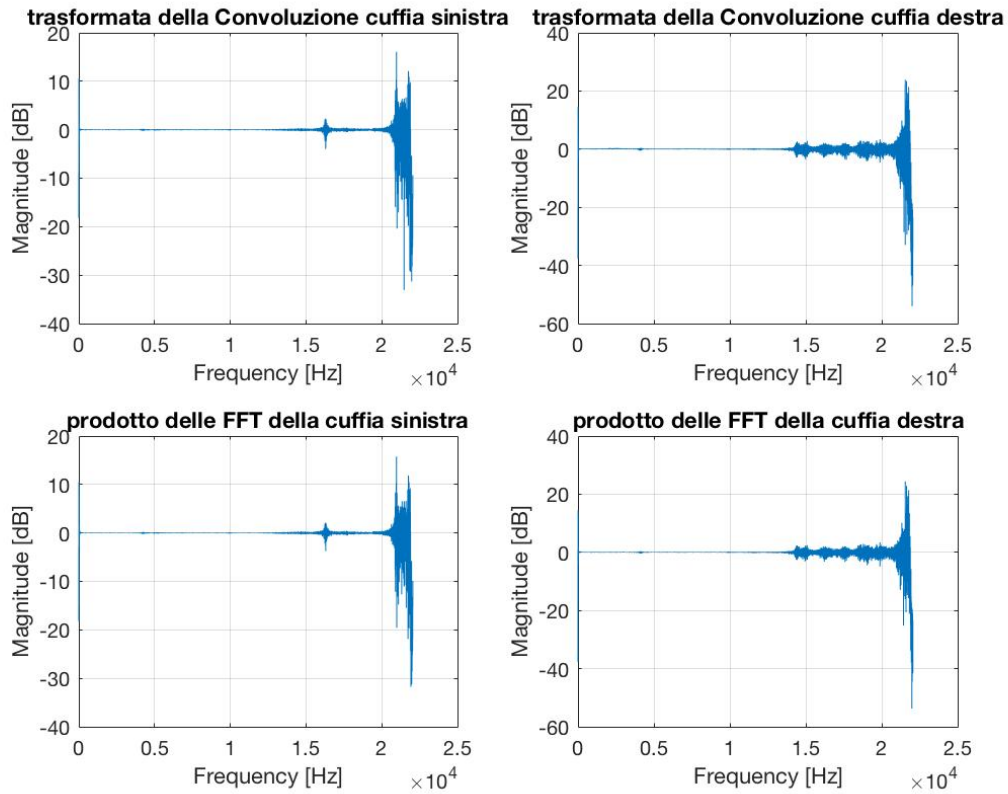 trasformata della Convoluzione cuffia sinistra
20
10
0
-10
-20
-30
-40
Magnitude [dB]
0 0.5 1 1.5 2 2.5
Frequency [Hz] ×10^4
trasformata della Convoluzione cuffia destra
40
20
0
-20
-40
-60
Magnitude [dB]
0 0.5 1 1.5 2 2.5
Frequency [Hz] ×10^4
prodotto delle FFT della cuffia sinistra
20
10
0
-10
-20
-30
-40
Magnitude [dB]
0 0.5 1 1.5 2 2.5
Frequency [Hz] ×10^4
prodotto delle FFT della cuffia destra
40
20
0
-20
-40
-60
Magnitude [dB]
0 0.5 1 1.5 2 2.5
Frequency [Hz] ×10^4